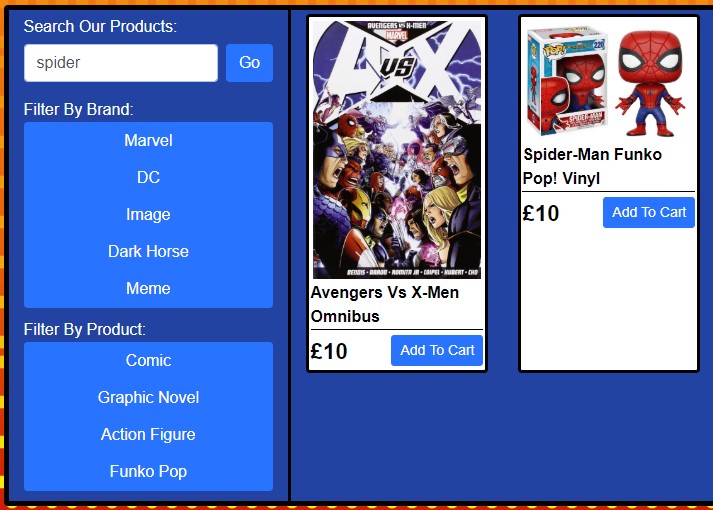 Search Our Products:
spider
Go
Filter By Brand:
Marvel
DC
Image
Dark Horse
Meme
Filter By Product:
Comic
Graphic Novel
Action Figure
Funko Pop
AVENGERS VS X-MEN
MARVEL
A VS X
BENDIS • AARON • ROMITA JR • COIPEL • KUBERT • CHO
Avengers Vs X-Men
Omnibus
£10
Add To Cart
POP!
220
SPIDER-MAN
Spider-Man Funko
Pop! Vinyl
£10
Add To Cart